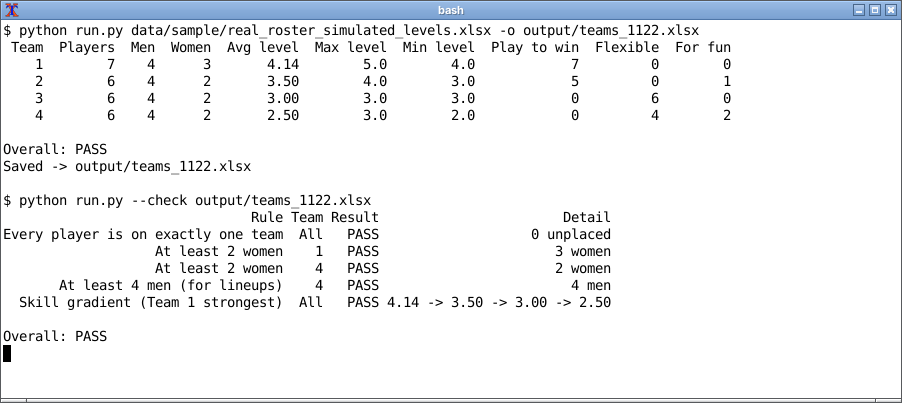 bash
$ python run.py data/sample/real_roster_simulated_levels.xlsx -o output/teams_1122.xlsx
Team  Players  Men  Women  Avg level  Max level  Min level  Play to win  Flexible  For fun
1        7    4      3       4.14        5.0        4.0            7         0        0
2        6    4      2       3.50        4.0        3.0            5         0        1
3        6    4      2       3.00        3.0        3.0            0         6        0
4        6    4      2       2.50        3.0        2.0            0         4        2
Overall: PASS
Saved -> output/teams_1122.xlsx
$ python run.py --check output/teams_1122.xlsx
Rule Team Result                       Detail
Every player is on exactly one team  All   PASS                   0 unplaced
At least 2 women    1   PASS                      3 women
At least 2 women    4   PASS                      2 women
At least 4 men (for lineups)    4   PASS                        4 men
Skill gradient (Team 1 strongest)  All   PASS 4.14 -> 3.50 -> 3.00 -> 2.50
Overall: PASS